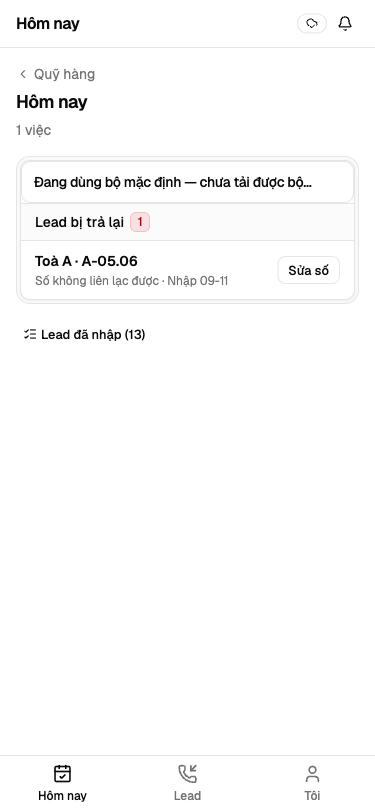 Hôm nay
Quỹ hàng
Hôm nay
1 việc
Đang dùng bộ mặc định — chưa tải được bộ...
Lead bị trả lại 1
Toà A · A-05.06
Số không liên lạc được · Nhập 09-11
Sửa số
Lead đã nhập (13)
Hôm nay
Lead
Tôi